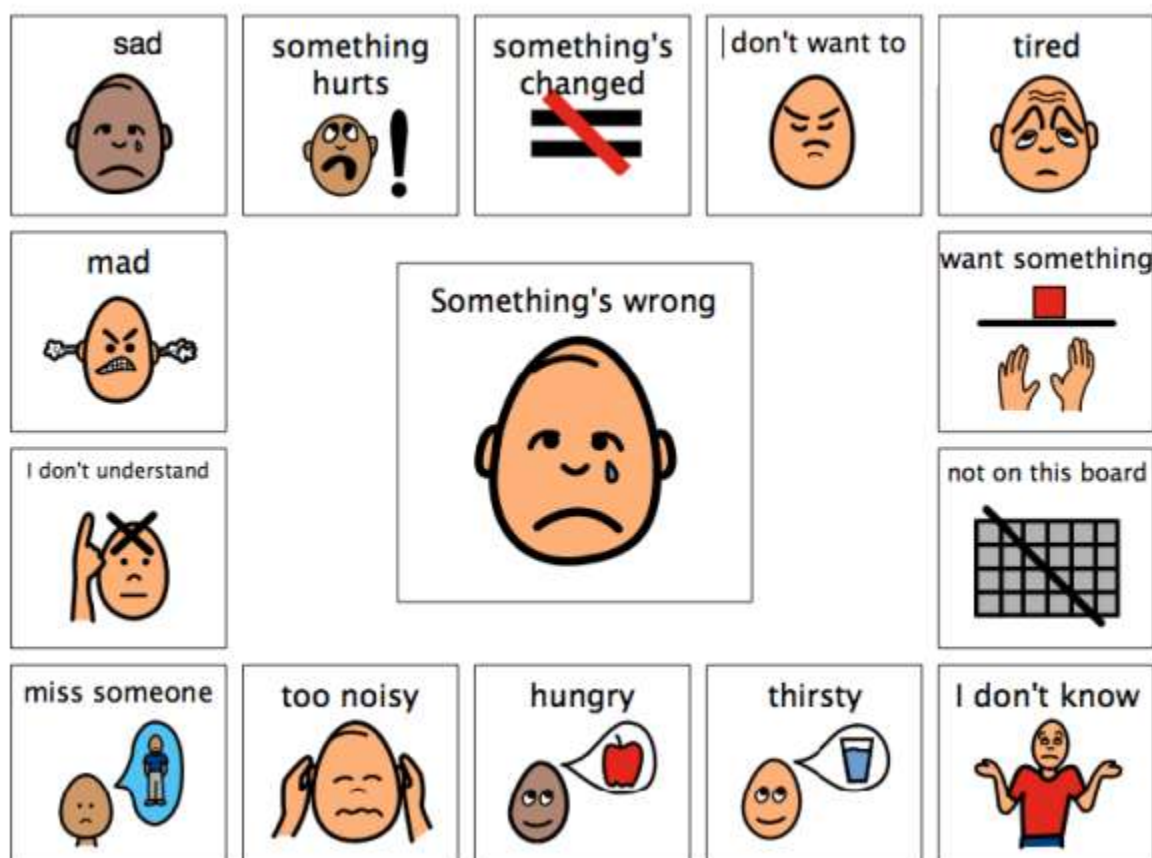 sad
something
hurts
something's
changed
don't want to
tired
mad
Something's wrong
want something
I don't understand
not on this board
miss someone
too noisy
hungry
thirsty
I don't know